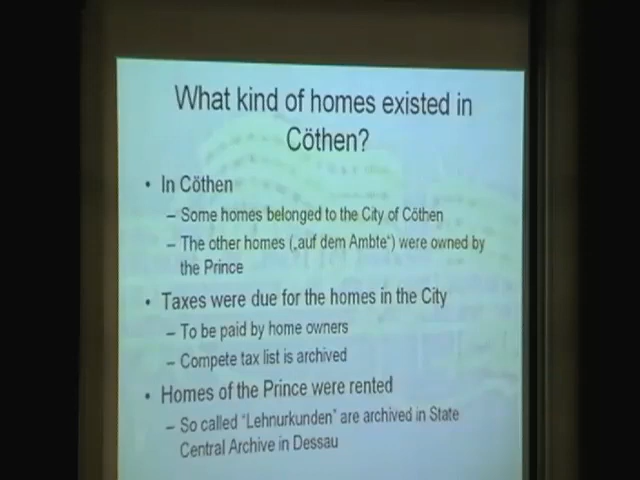 What kind of homes existed in
Cöthen?
• In Cöthen
– Some homes belonged to the City of Cöthen
– The other homes („auf dem Ambte“) were owned by
the Prince
• Taxes were due for the homes in the City
– To be paid by home owners
– Compete tax list is archived
• Homes of the Prince were rented
– So called “Lehnurkunden” are archived in State
Central Archive in Dessau